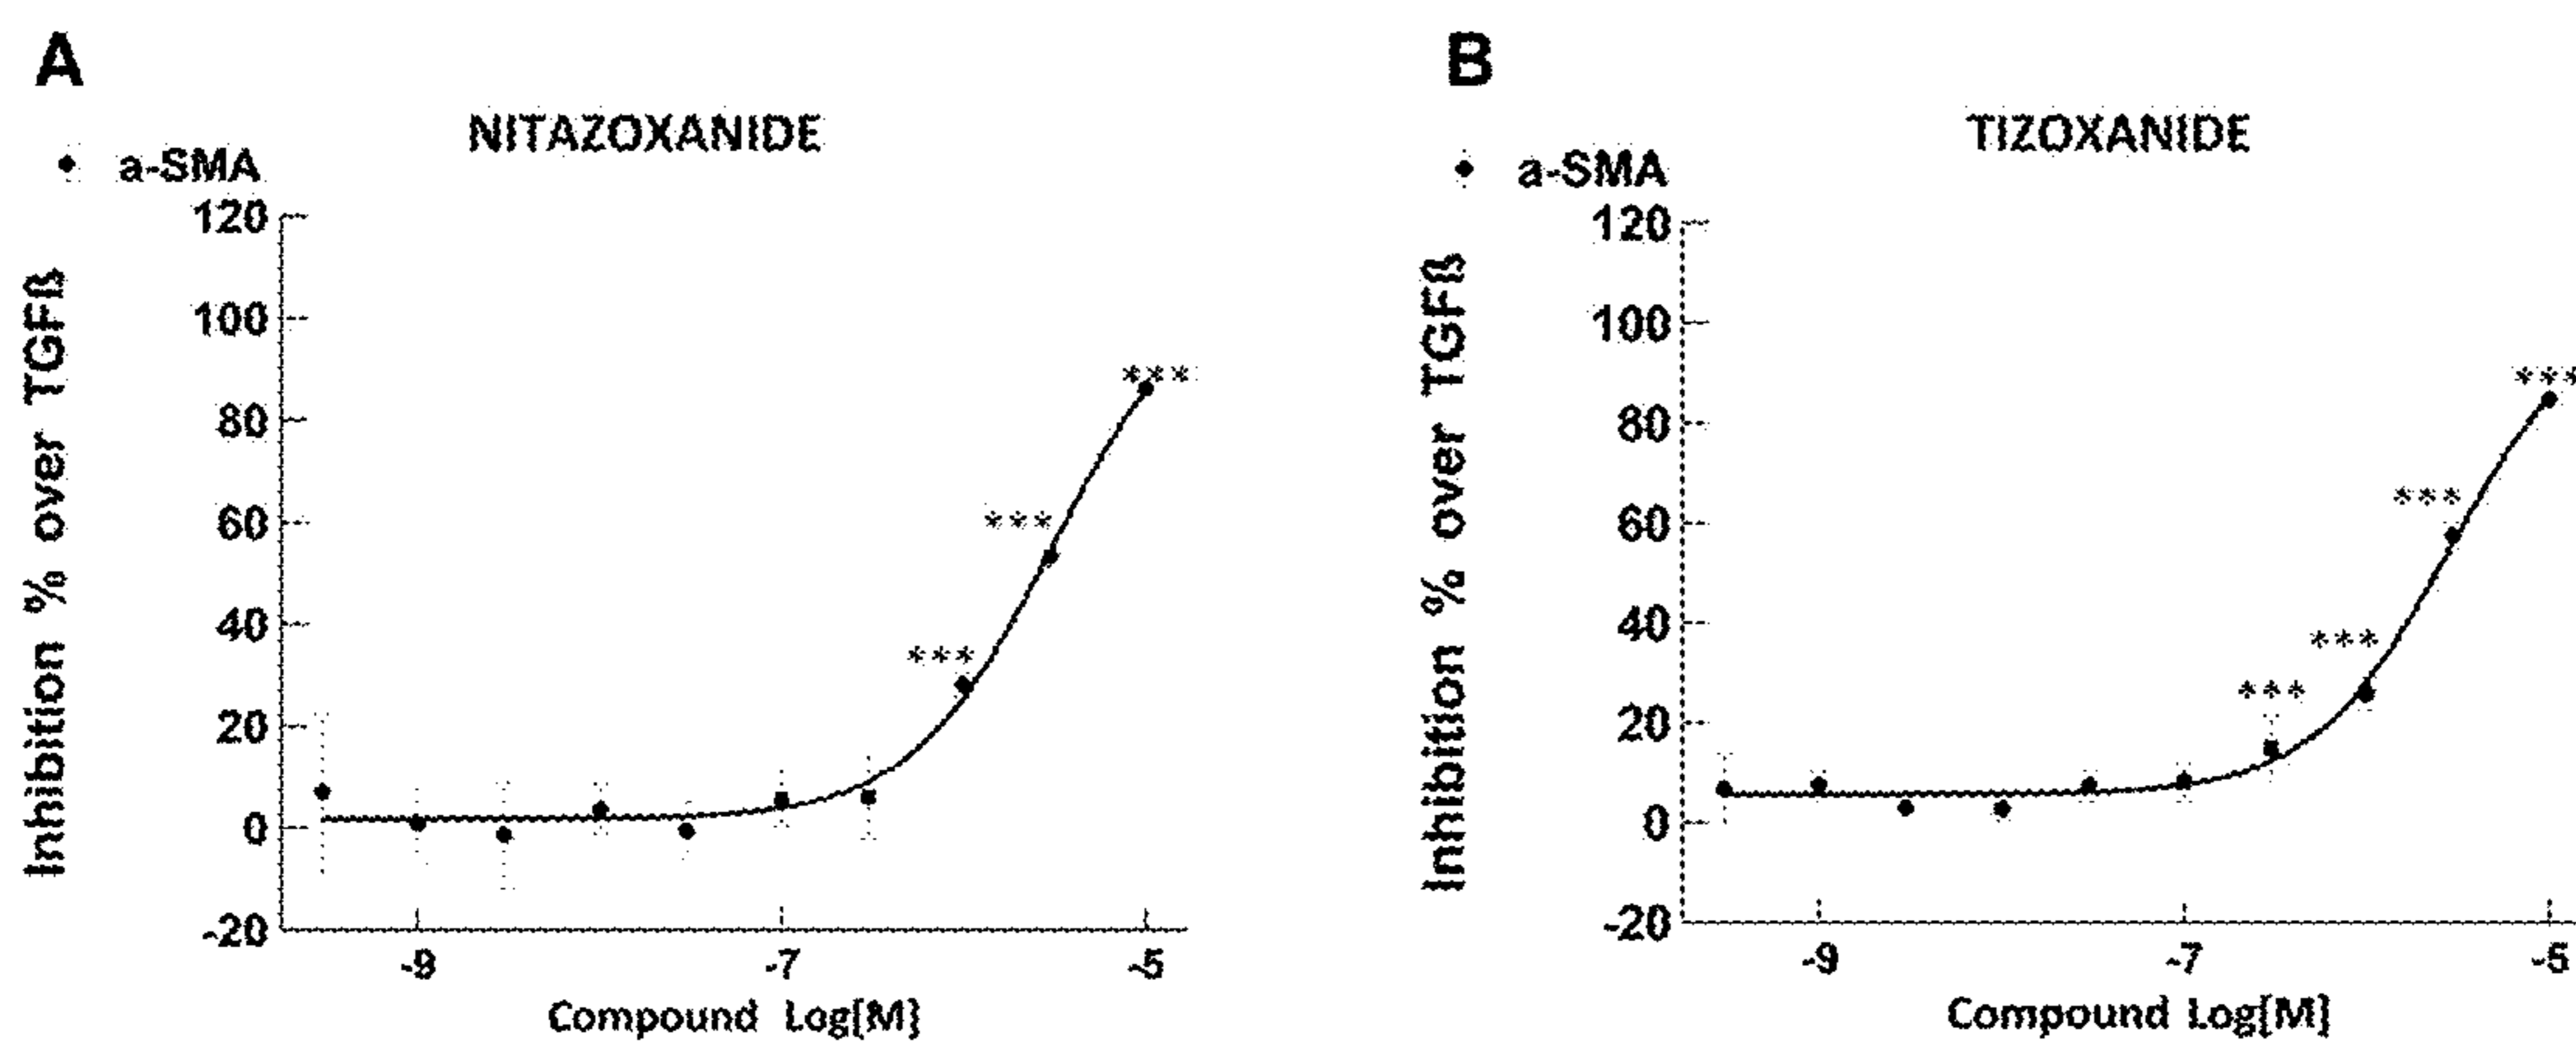 A
NITAZOXANIDE
a-SMA
120
100
80
60
40
20
0
-20
Inhibition % over TGFß
***
***
***
-9
-7
-5
Compound Log[M]
B
TIZOXANIDE
a-SMA
120
100
80
60
40
20
0
-20
Inhibition % over TGFß
***
***
***
***
-9
-7
-5
Compound Log[M]